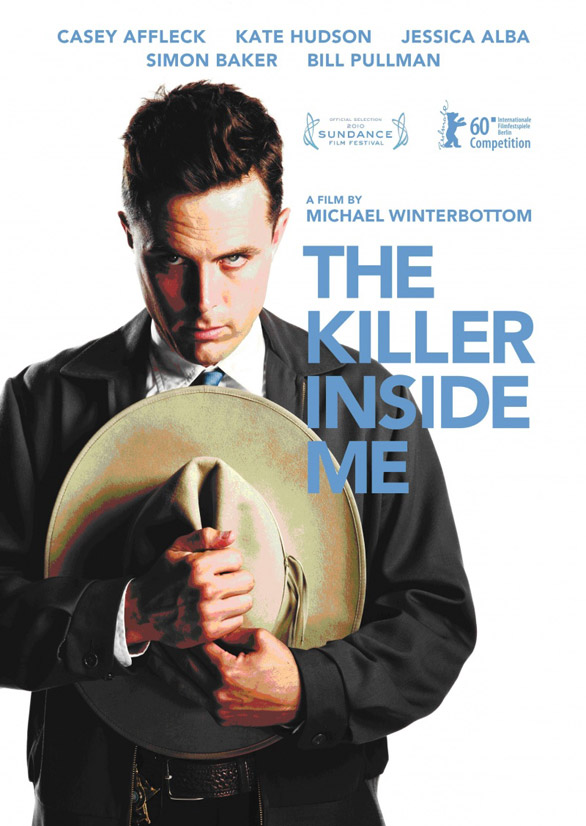 CASEY AFFLECK KATE HUDSON JESSICA ALBA
SIMON BAKER BILL PULLMAN
OFFICIAL SELECTION
2010
SUNDANCE
FILM FESTIVAL
Berlinale
60
Internationale
Filmfestspiele
Berlin
Competition
A FILM BY
MICHAEL WINTERBOTTOM
THE
KILLER
INSIDE
ME